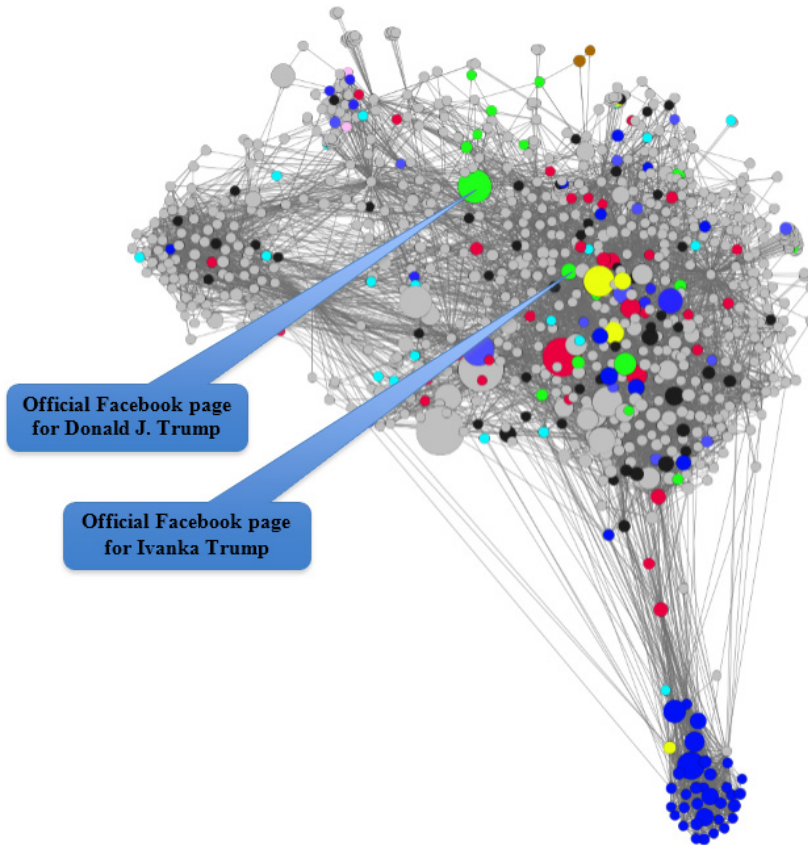 Official Facebook page
for Donald J. Trump
Official Facebook page
for Ivanka Trump